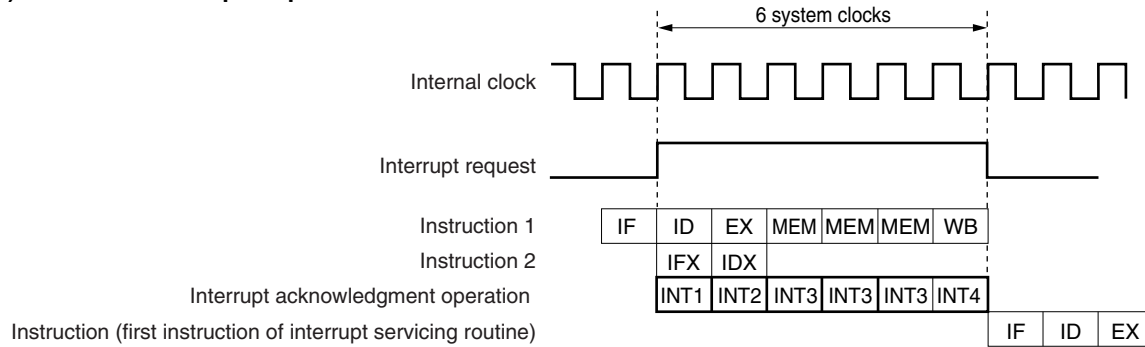 6 system clocks
Internal clock
Interrupt request
Instruction 1 IF ID EX MEM MEM MEM WB
Instruction 2 IFX IDX
Interrupt acknowledgment operation INT1 INT2 INT3 INT3 INT3 INT4
Instruction (first instruction of interrupt servicing routine) IF ID EX